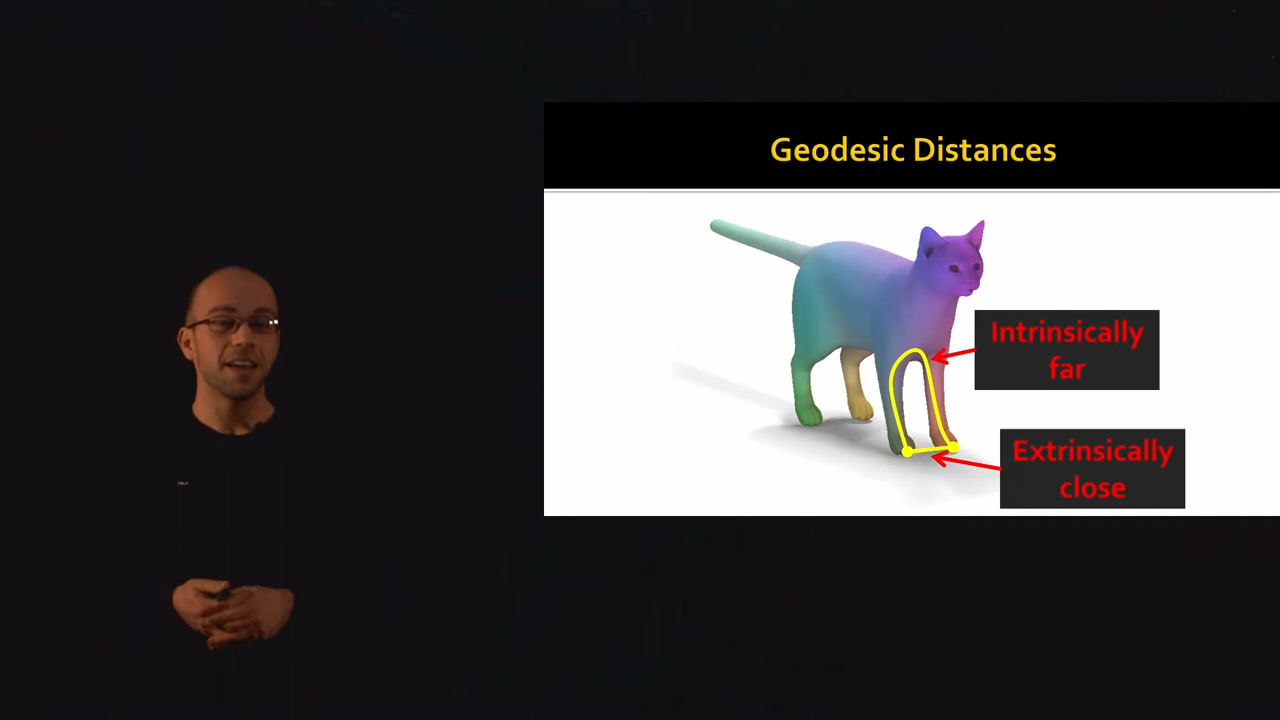 Geodesic Distances
Intrinsically
far
Extrinsically
close